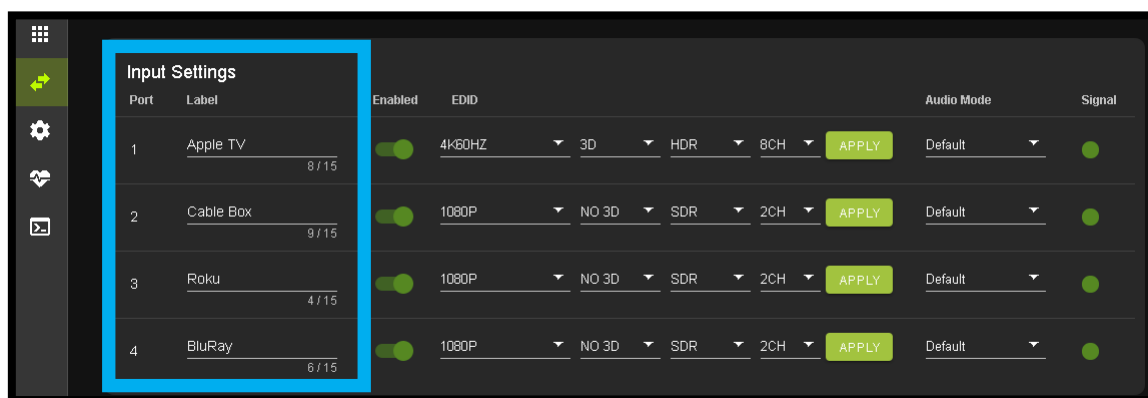 Input Settings
Port Label Enabled EDID Audio Mode Signal
1 Apple TV 4K60HZ 3D HDR 8CH APPLY Default
8 / 15
2 Cable Box 1080P NO 3D SDR 2CH APPLY Default
9 / 15
3 Roku 1080P NO 3D SDR 2CH APPLY Default
4 / 15
4 BluRay 1080P NO 3D SDR 2CH APPLY Default
6 / 15